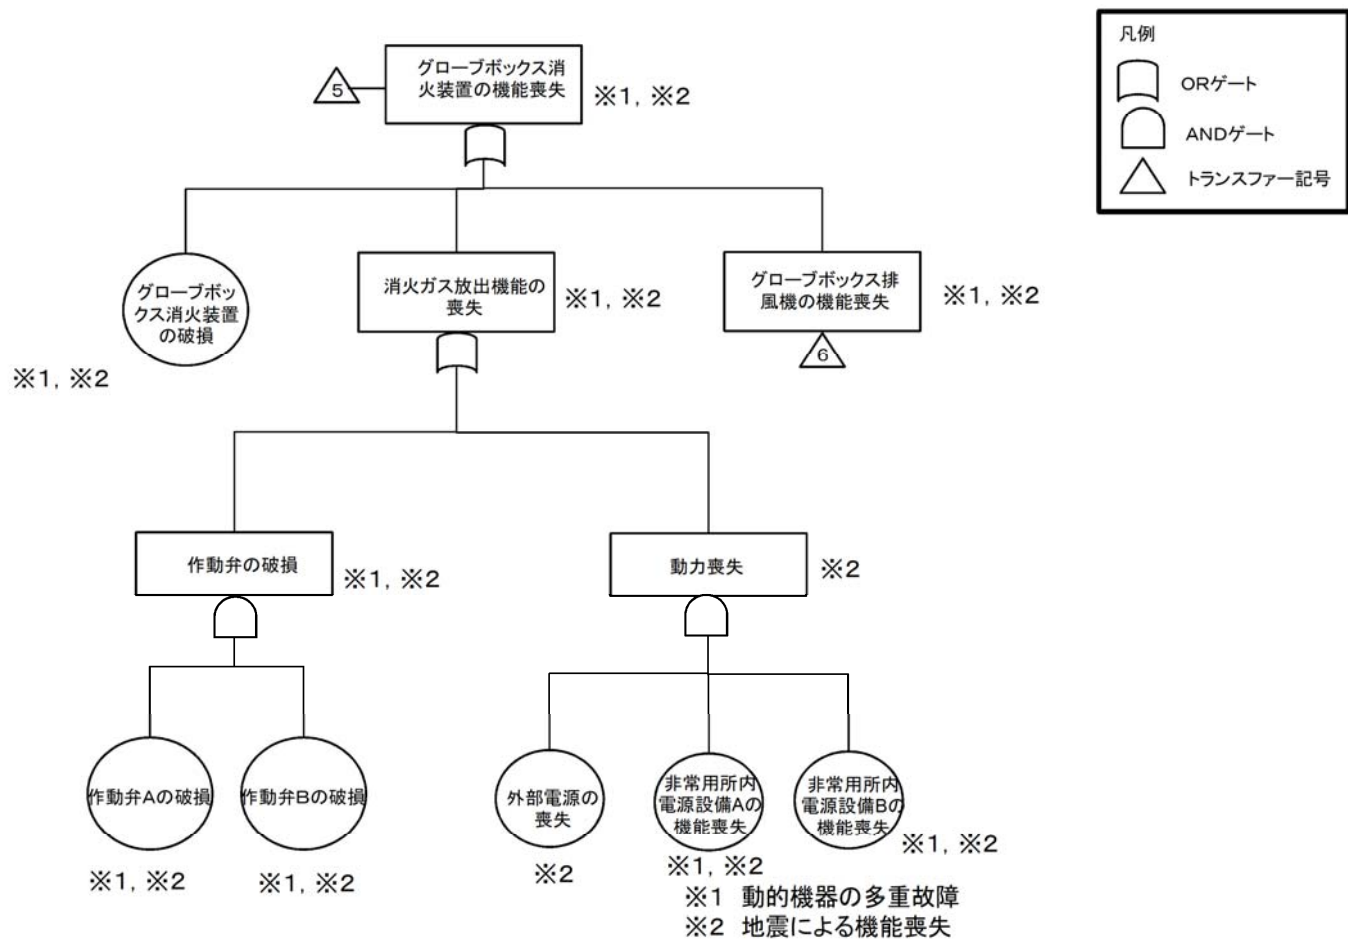 凡例
ORゲート
ANDゲート
トランスファー記号
5
グローブボックス消
火装置の機能喪失
※1, ※2
グローブボッ
クス消火装置
の破損
※1, ※2
消火ガス放出機能の
喪失
※1, ※2
グローブボックス排
風機の機能喪失
※1, ※2
6
作動弁の破損
※1, ※2
動力喪失
※2
作動弁Aの破損
※1, ※2
作動弁Bの破損
※1, ※2
外部電源の
喪失
※2
非常用所内
電源設備Aの
機能喪失
※1, ※2
非常用所内
電源設備Bの
機能喪失
※1, ※2
※1 動的機器の多重故障
※2 地震による機能喪失